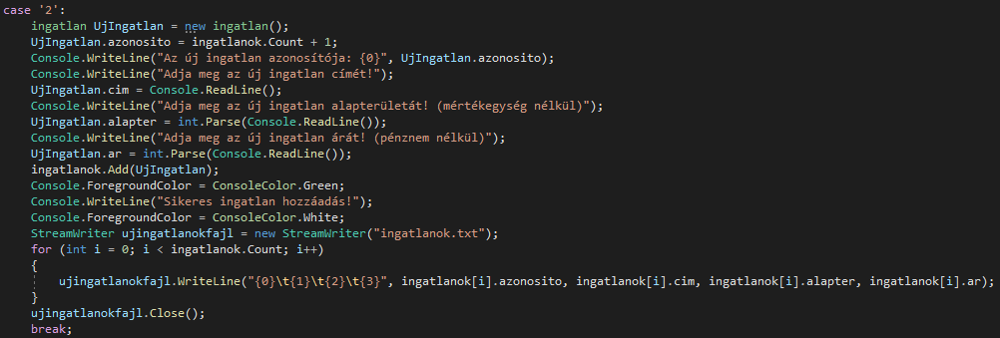 case '2':
ingatlan UjIngatlan = new ingatlan();
UjIngatlan.azonosito = ingatlanok.Count + 1;
Console.WriteLine("Az új ingatlan azonosítója: {0}", UjIngatlan.azonosito);
Console.WriteLine("Adja meg az új ingatlan címét!");
UjIngatlan.cim = Console.ReadLine();
Console.WriteLine("Adja meg az új ingatlan alapterületát! (mértékegység nélkül)");
UjIngatlan.alapter = int.Parse(Console.ReadLine());
Console.WriteLine("Adja meg az új ingatlan árát! (pénznem nélkül)");
UjIngatlan.ar = int.Parse(Console.ReadLine());
ingatlanok.Add(UjIngatlan);
Console.ForegroundColor = ConsoleColor.Green;
Console.WriteLine("Sikeres ingatlan hozzáadás!");
Console.ForegroundColor = ConsoleColor.White;
StreamWriter ujingatlanokfajl = new StreamWriter("ingatlanok.txt");
for (int i = 0; i < ingatlanok.Count; i++)
{
ujingatlanokfajl.WriteLine("{0}\t{1}\t{2}\t{3}", ingatlanok[i].azonosito, ingatlanok[i].cim, ingatlanok[i].alapter, ingatlanok[i].ar);
}
ujingatlanokfajl.Close();
break;